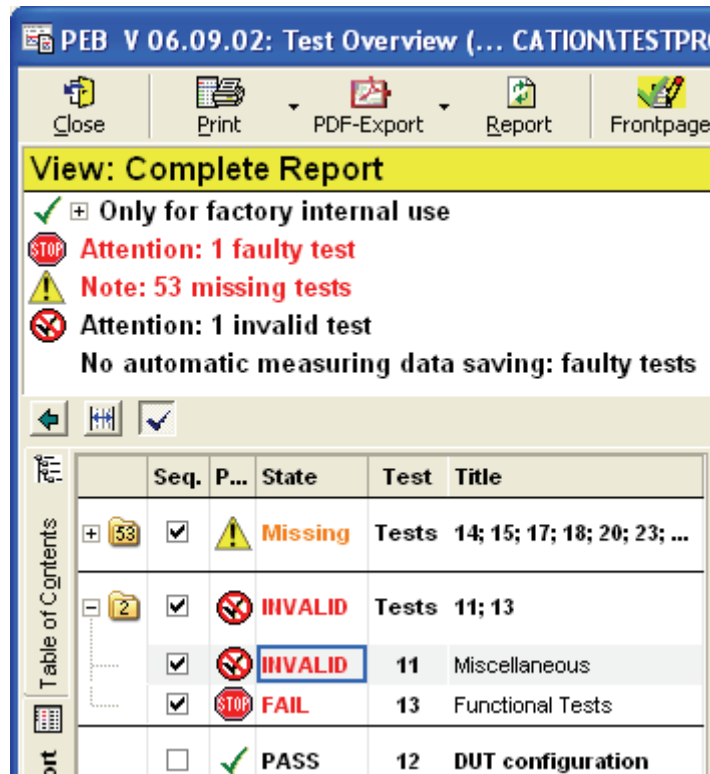 PEB V 06.09.02: Test Overview (... CATION\TESTPR
Close Print PDF-Export Report Frontpage
View: Complete Report
Only for factory internal use
STOP Attention: 1 faulty test
Note: 53 missing tests
Attention: 1 invalid test
No automatic measuring data saving: faulty tests
Table of Contents
Seq. P... State Test Title
53 Missing Tests 14; 15; 17; 18; 20; 23; ...
2 INVALID Tests 11; 13
INVALID 11 Miscellaneous
STOP FAIL 13 Functional Tests
PASS 12 DUT configuration